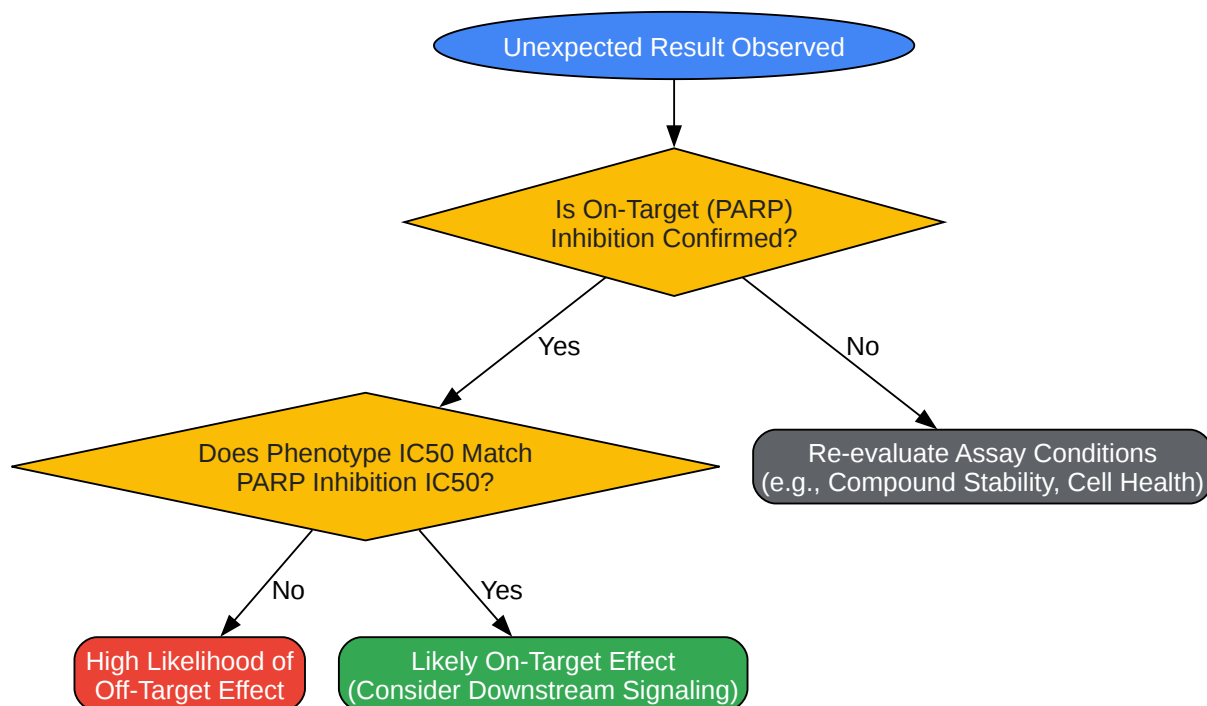 Unexpected Result Observed
Is On-Target (PARP)
Inhibition Confirmed?
Yes
No
Does Phenotype IC50 Match
PARP Inhibition IC50?
Re-evaluate Assay Conditions
(e.g., Compound Stability, Cell Health)
No
Yes
High Likelihood of
Off-Target Effect
Likely On-Target Effect
(Consider Downstream Signaling)